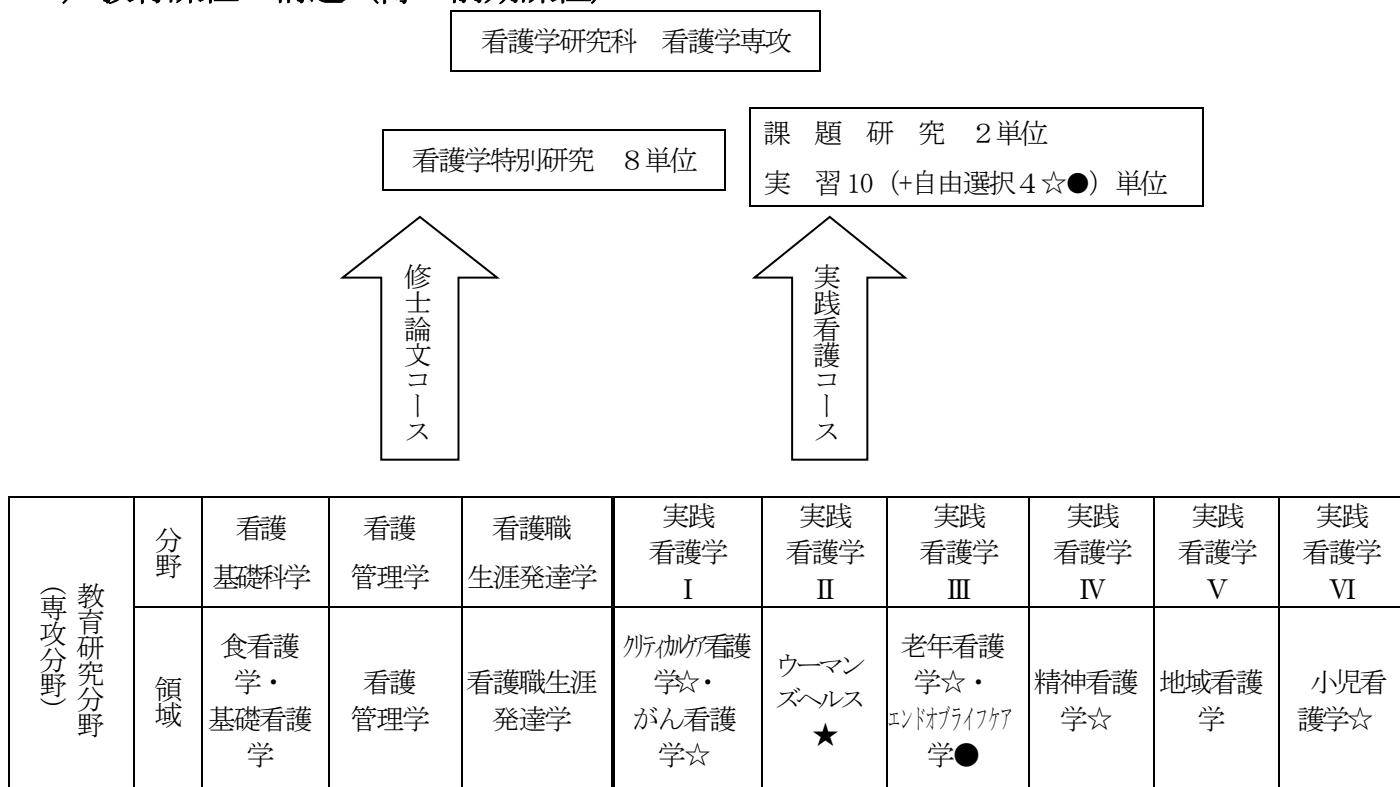 看護学研究科　看護学専攻
看護学特別研究　８単位
課　題　研　究　２単位
実　習10（+自由選択４☆●）単位
修士論文コース
実践看護コース
教育研究分野
（専攻分野）
分野
看護
基礎科学
看護
管理学
看護職
生涯発達学
実践
看護学
Ⅰ
実践
看護学
Ⅱ
実践
看護学
Ⅲ
実践
看護学
Ⅳ
実践
看護学
Ⅴ
実践
看護学
Ⅵ
領域
食看護
学・
基礎看護
学
看護
管理学
看護職生涯
発達学
ｸﾘﾃｨｶﾙｹｱ看護
学☆・
がん看護
学☆
ウーマン
ズヘルス
★
老年看護
学☆・
ｴﾝﾄﾞｵﾌﾞﾗｲﾌｹｱ
学●
精神看護
学☆
地域看護
学
小児看
護学☆